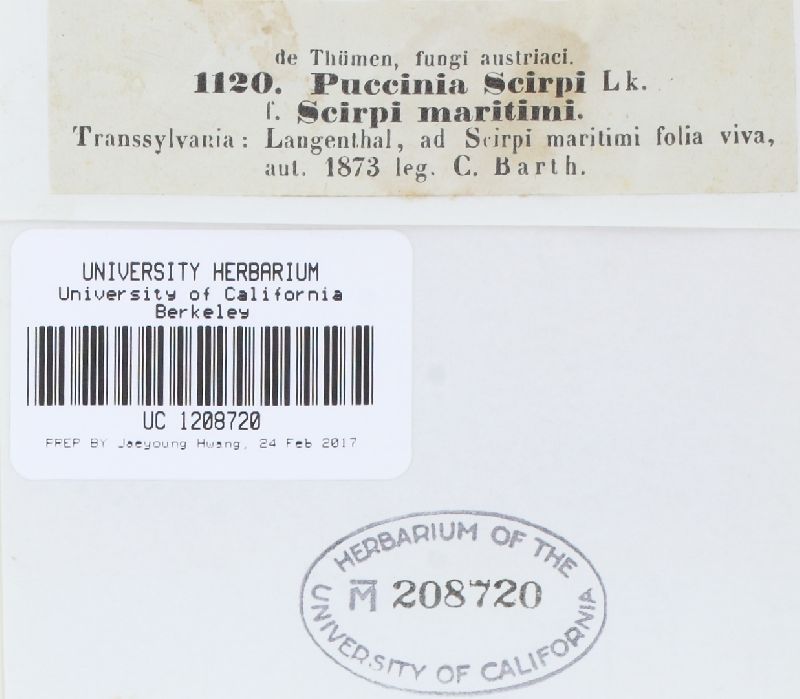 de Thümen, fungi austriaci.
1120. Puccinia Scirpi Lk.
f. Scirpi maritimi.
Transsylvania: Langenthal, ad Scirpi maritimi folia viva,
aut. 1873 leg. C. Barth.
UNIVERSITY HERBARIUM
University of California
Berkeley
UC 1208720
PREP BY Jaeyoung Hwang, 24 Feb 2017
HERBARIUM OF THE
M 208720
UNIVERSITY OF CALIFORNIA